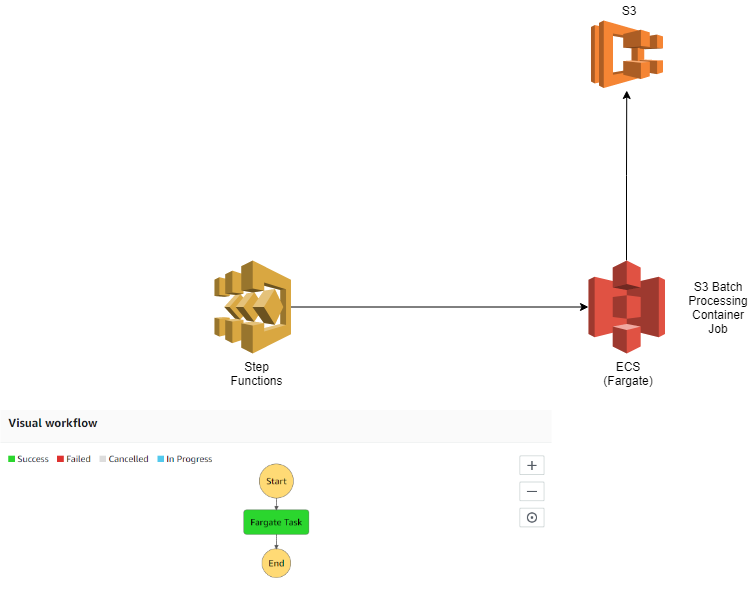 S3
S3 Batch
Processing
Container
Job
Step
Functions
ECS
(Fargate)
Visual workflow
Success Failed Cancelled In Progress
Start
Fargate Task
End